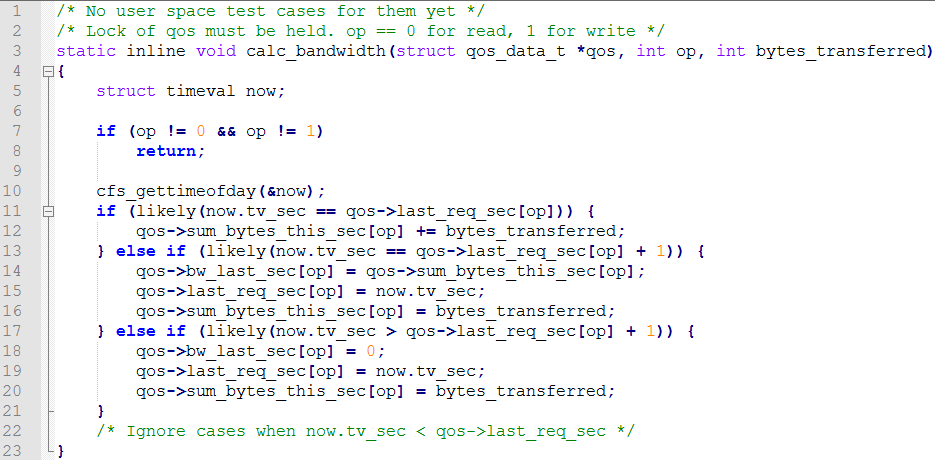 1 /* No user space test cases for them yet */
2 /* Lock of qos must be held. op == 0 for read, 1 for write */
3 static inline void calc_bandwidth(struct qos_data_t *qos, int op, int bytes_transferred)
4 {
5     struct timeval now;
6
7     if (op != 0 && op != 1)
8         return;
9
10     cfs_gettimeofday(&now);
11     if (likely(now.tv_sec == qos->last_req_sec[op])) {
12         qos->sum_bytes_this_sec[op] += bytes_transferred;
13     } else if (likely(now.tv_sec == qos->last_req_sec[op] + 1)) {
14         qos->bw_last_sec[op] = qos->sum_bytes_this_sec[op];
15         qos->last_req_sec[op] = now.tv_sec;
16         qos->sum_bytes_this_sec[op] = bytes_transferred;
17     } else if (likely(now.tv_sec > qos->last_req_sec[op] + 1)) {
18         qos->bw_last_sec[op] = 0;
19         qos->last_req_sec[op] = now.tv_sec;
20         qos->sum_bytes_this_sec[op] = bytes_transferred;
21     }
22     /* Ignore cases when now.tv_sec < qos->last_req_sec */
23 }